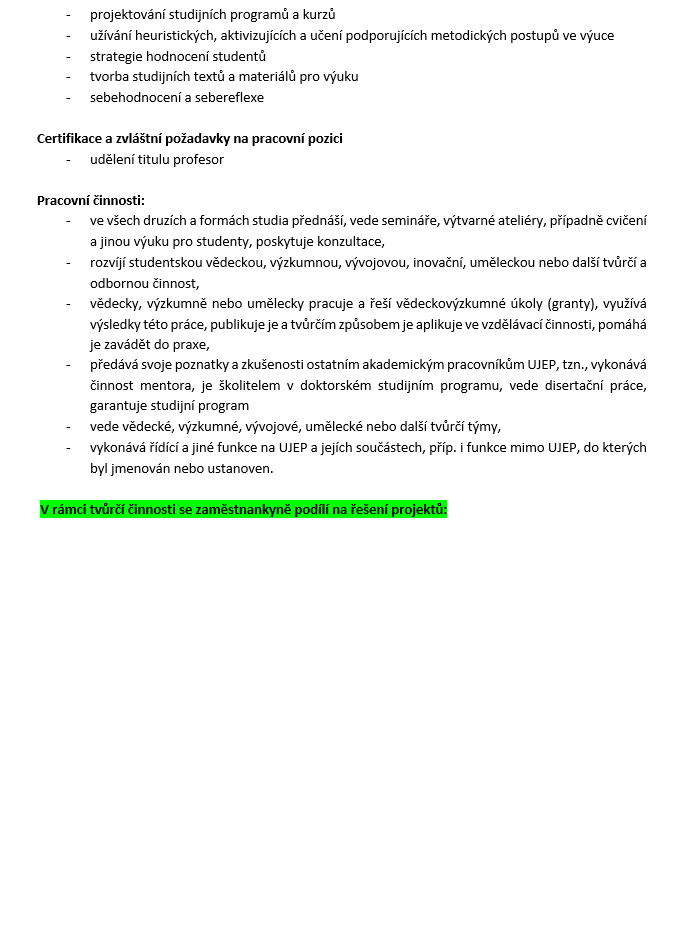 - projektování studijních programů a kurzů
- užívání heuristických, aktivizujících a učení podporujících metodických postupů ve výuce
- strategie hodnocení studentů
- tvorba studijních textů a materiálů pro výuku
- sebehodnocení a sebereflexe
Certifikace a zvláštní požadavky na pracovní pozici
- udělení titulu profesor
Pracovní činnosti:
- ve všech druzích a formách studia přednáší, vede semináře, výtvarné ateliéry, případně cvičení
a jinou výuku pro studenty, poskytuje konzultace,
- rozvíjí studentskou vědeckou, výzkumnou, vývojovou, inovační, uměleckou nebo další tvůrčí a
odbornou činnost,
- vědecky, výzkumně nebo umělecky pracuje a řeší vědeckovýzkumné úkoly (granty), využívá
výsledky této práce, publikuje je a tvůrčím způsobem je aplikuje ve vzdělávací činnosti, pomáhá
je zavádět do praxe,
- předává svoje poznatky a zkušenosti ostatním akademickým pracovníkům UJEP, tzn., vykonává
činnost mentora, je školitelem v doktorském studijním programu, vede disertační práce,
garantuje studijní program
- vede vědecké, výzkumné, vývojové, umělecké nebo další tvůrčí týmy,
- vykonává řídící a jiné funkce na UJEP a jejích součástech, příp. i funkce mimo UJEP, do kterých
byl jmenován nebo ustanoven.
V rámci tvůrčí činnosti se zaměstnankyně podílí na řešení projektů: